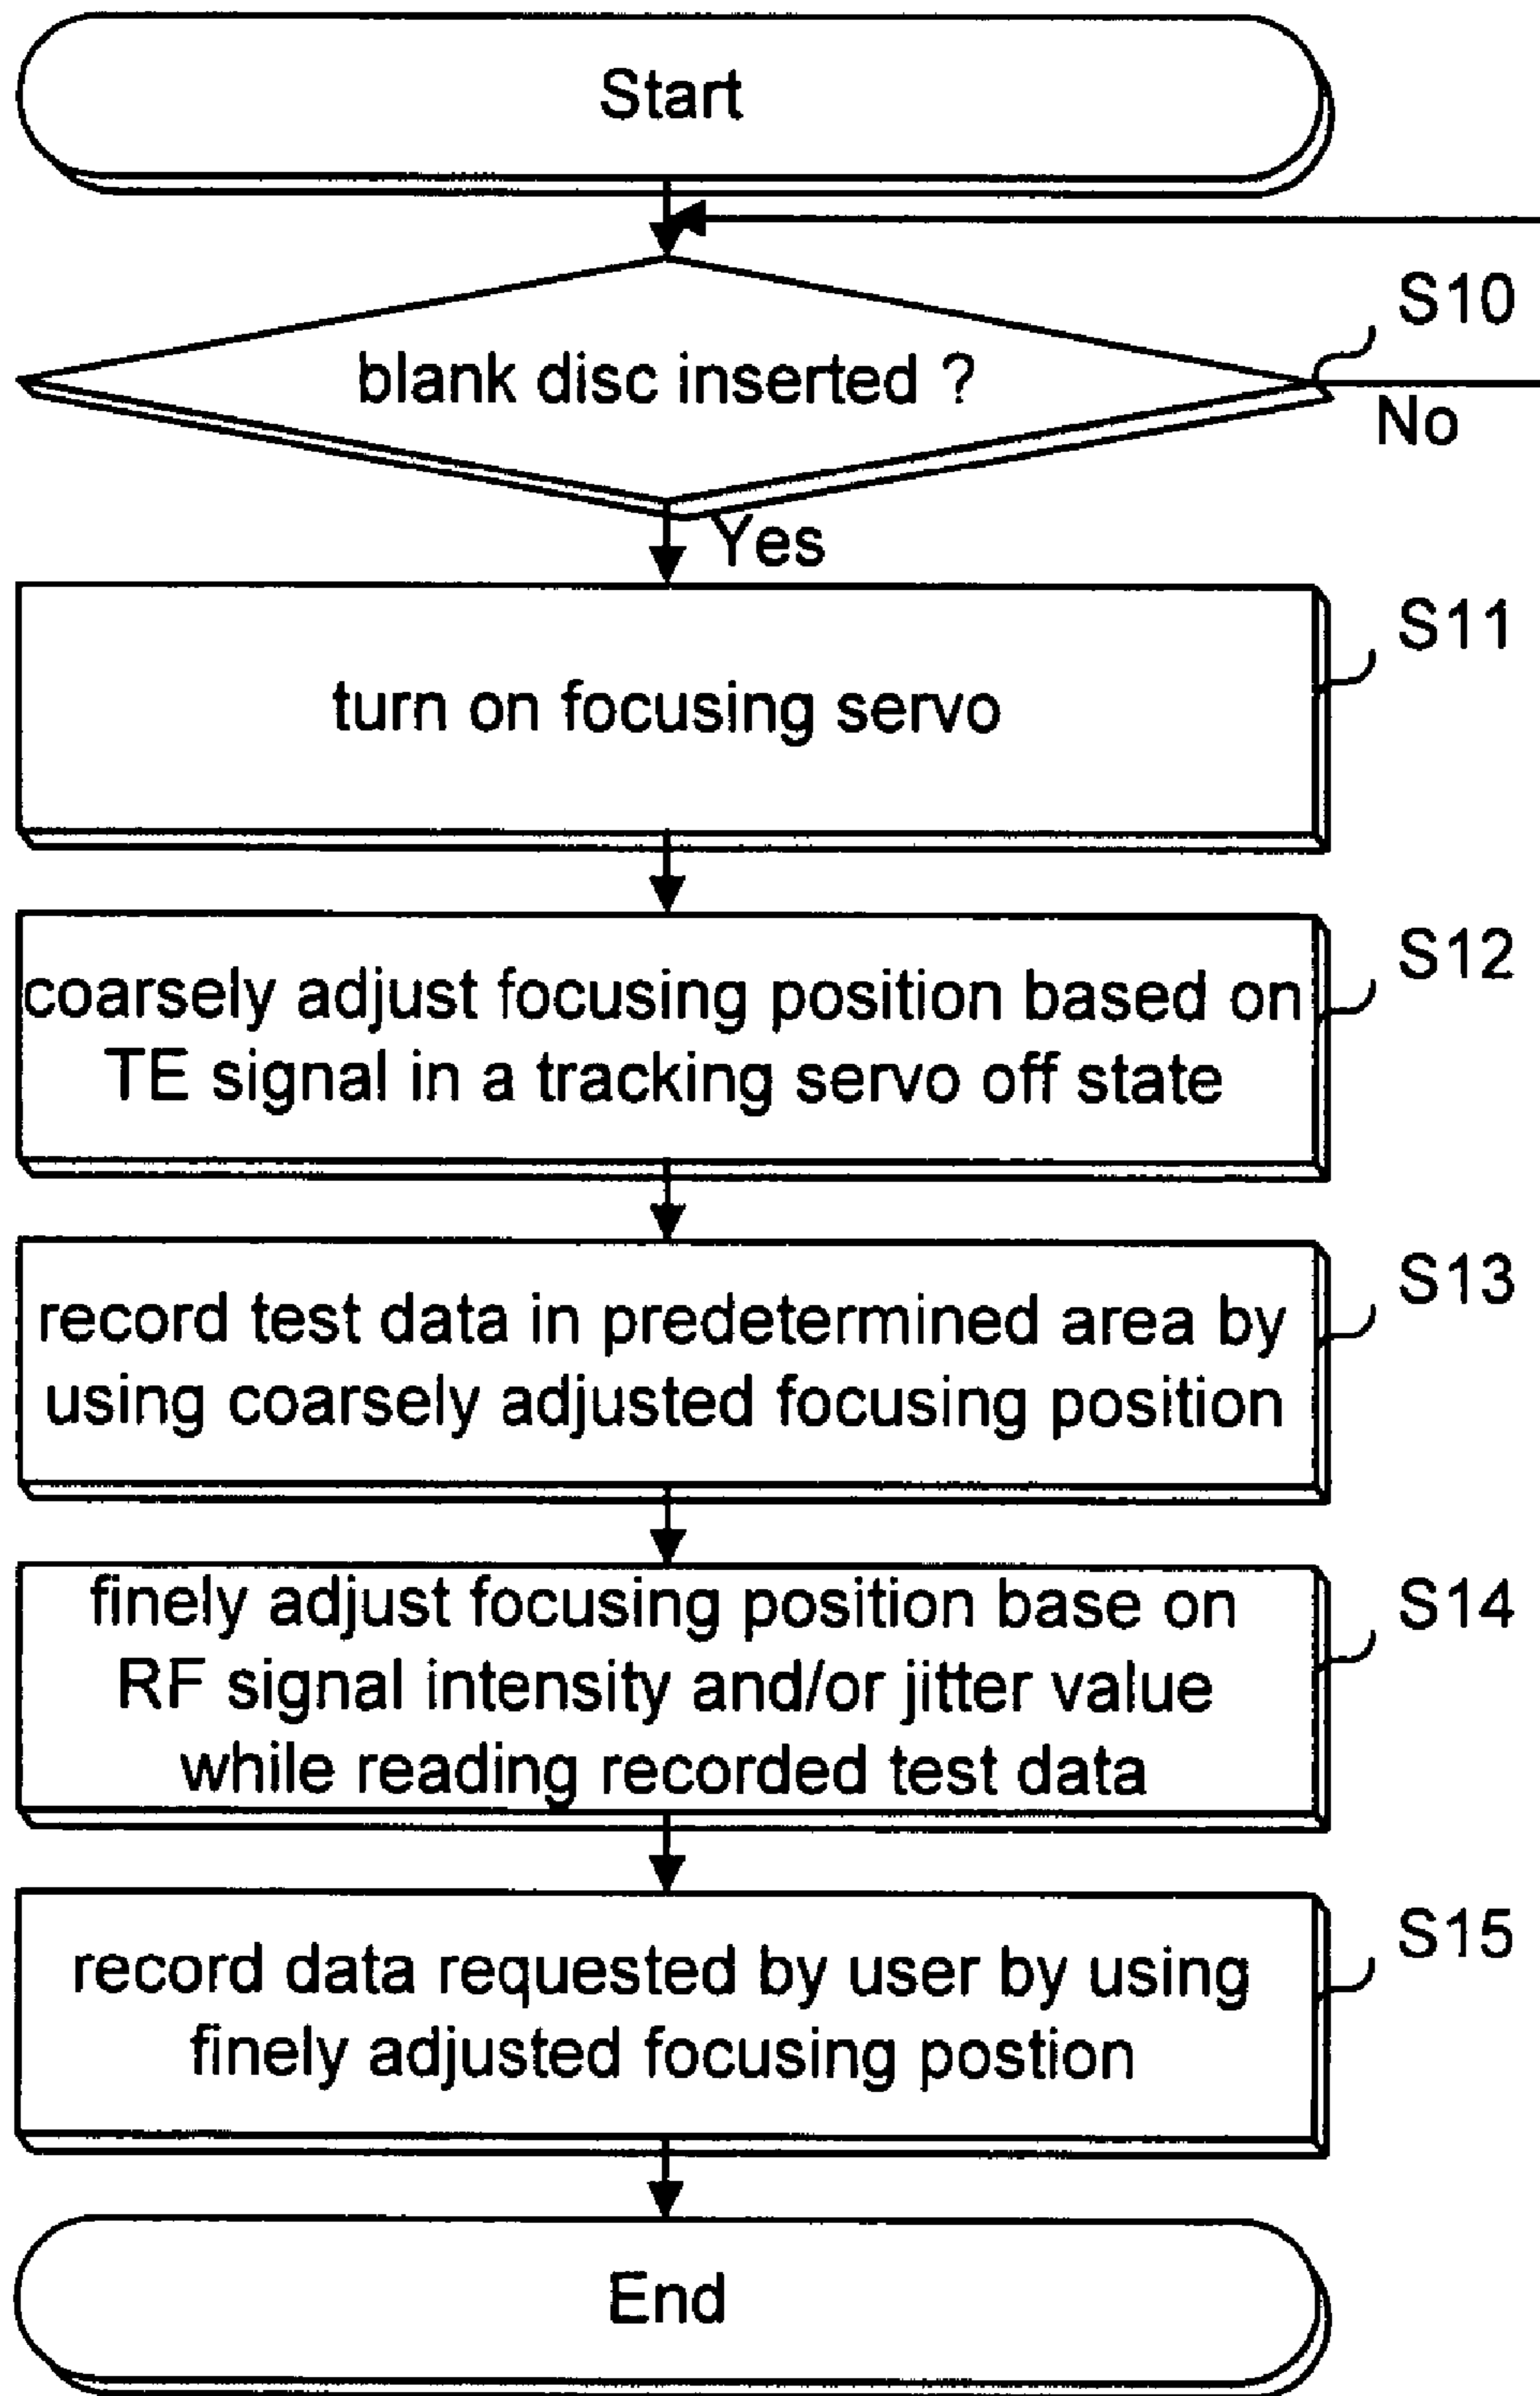 Start
S10
blank disc inserted ?
No
Yes
S11
turn on focusing servo
S12
coarsely adjust focusing position based on
TE signal in a tracking servo off state
S13
record test data in predetermined area by
using coarsely adjusted focusing position
S14
finely adjust focusing position base on
RF signal intensity and/or jitter value
while reading recorded test data
S15
record data requested by user by using
finely adjusted focusing postion
End